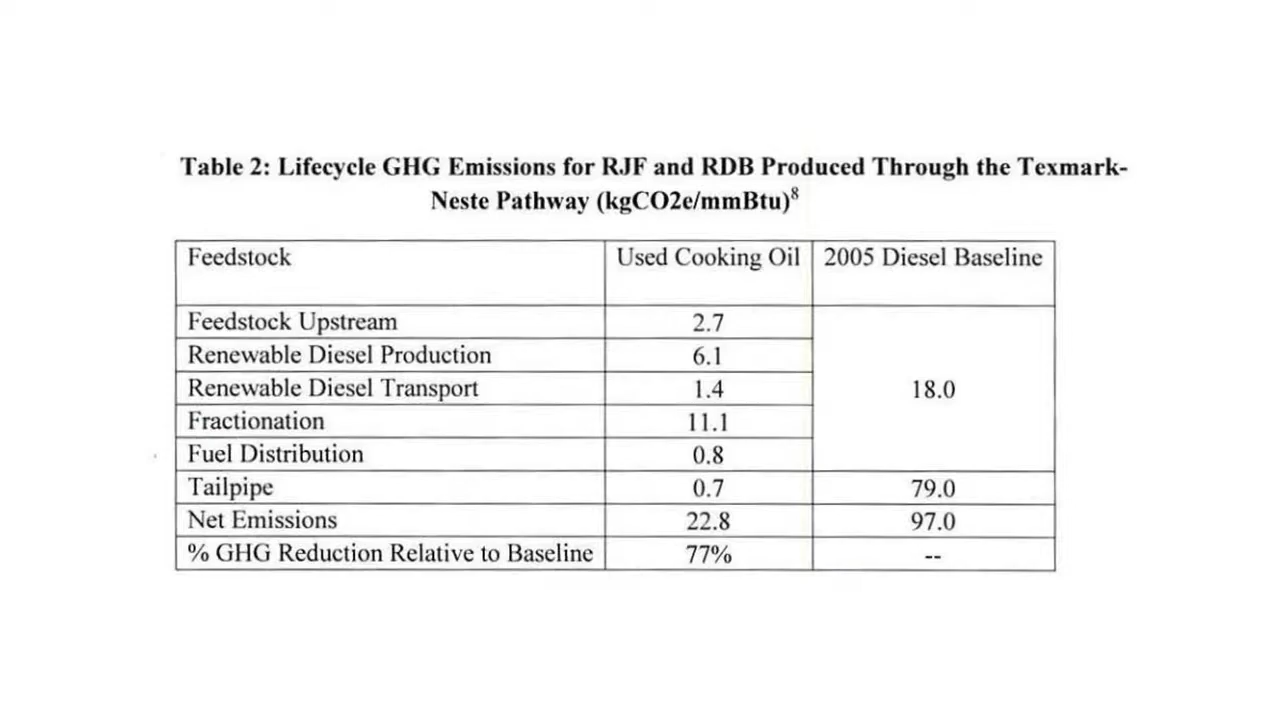 Table 2: Lifecycle GHG Emissions for RJF and RDB Produced Through the Texmark-
Neste Pathway (kgCO2e/mmBtu)8
Feedstock Used Cooking Oil 2005 Diesel Baseline
Feedstock Upstream 2.7
Renewable Diesel Production 6.1
Renewable Diesel Transport 1.4 18.0
Fractionation 11.1
Fuel Distribution 0.8
Tailpipe 0.7 79.0
Net Emissions 22.8 97.0
% GHG Reduction Relative to Baseline 77% --